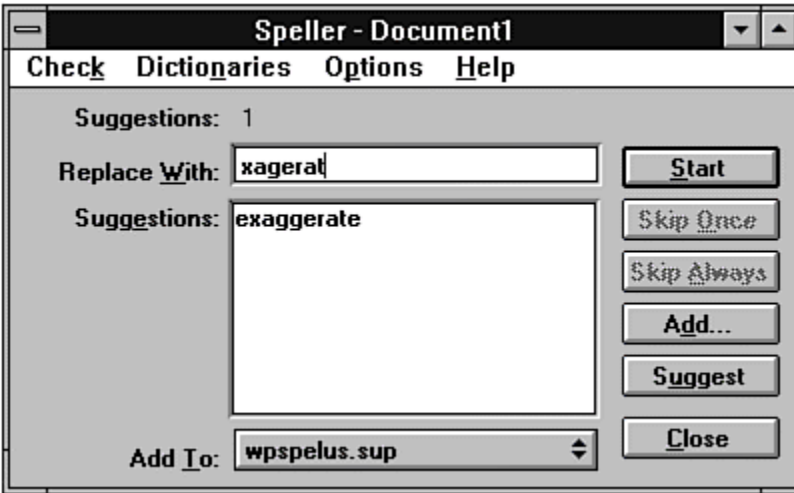 Speller - Document1
Check Dictionaries Options Help
Suggestions: 1
Replace With: xagerat Start
Suggestions: exaggerate Skip Once
Skip Always
Add...
Suggest
Add To: wpspelus.sup Close